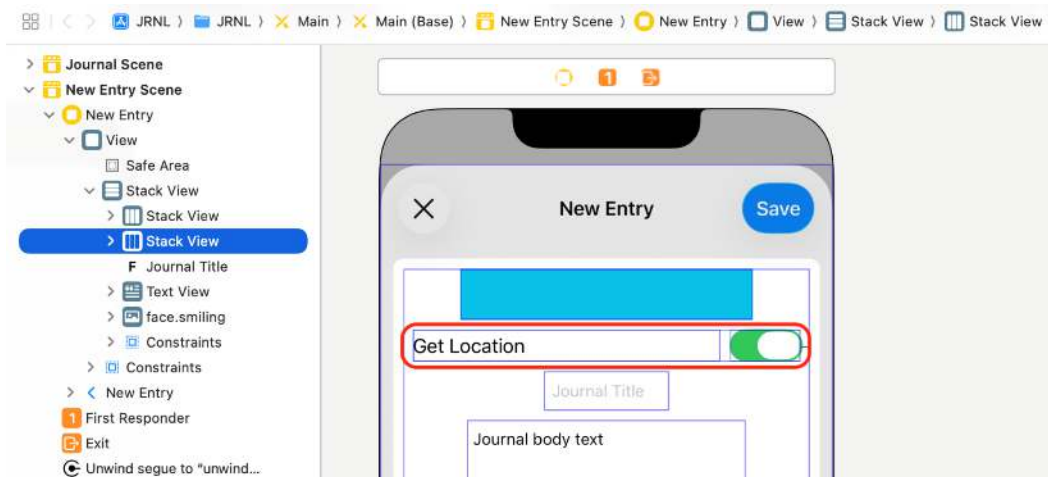 JRNL JRNL Main Main (Base) New Entry Scene New Entry View Stack View Stack View
Journal Scene
New Entry Scene
New Entry
View
Safe Area
Stack View
Stack View
Stack View
F Journal Title
Text View
face.smiling
Constraints
Constraints
New Entry
1 First Responder
Exit
Unwind segue to "unwind...
1
New Entry
Save
Get Location
Journal Title
Journal body text